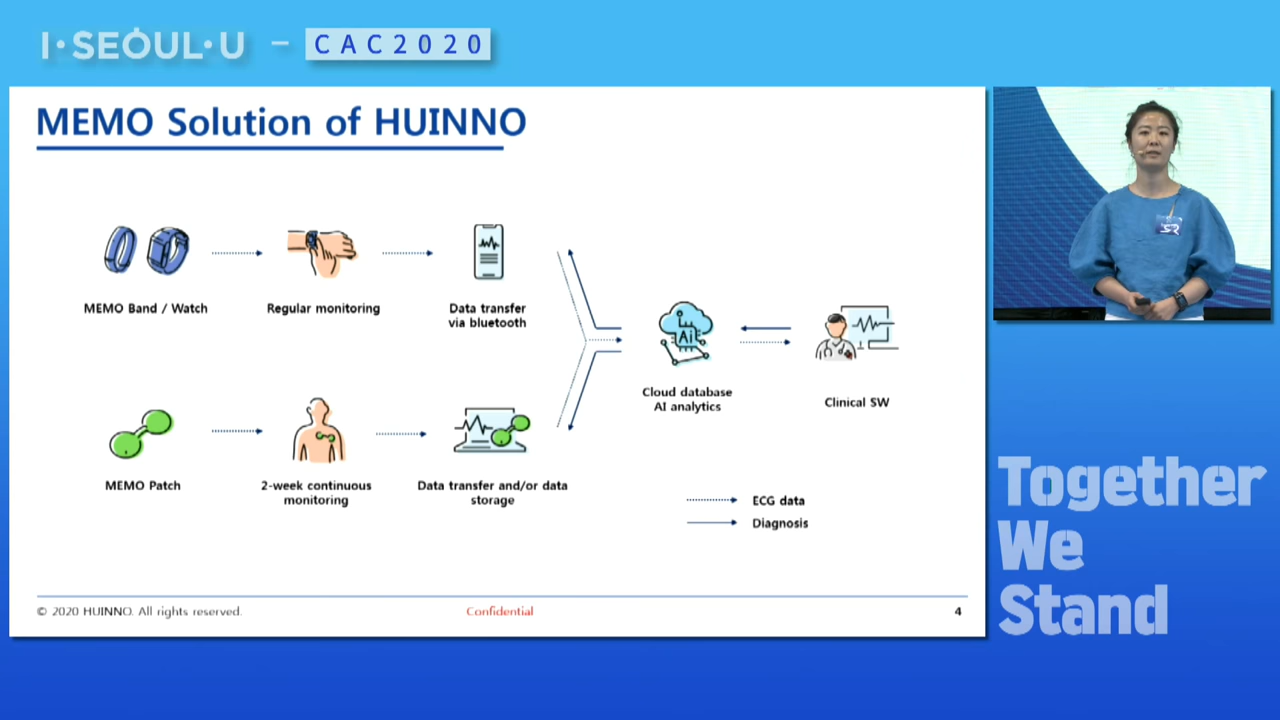 I·SEOUL·U – CAC2020
MEMO Solution of HUINNO
MEMO Band / Watch
Regular monitoring
Data transfer
via bluetooth
Cloud database
AI analytics
Ai
Clinical SW
MEMO Patch
2-week continuous
monitoring
Data transfer and/or data
storage
ECG data
Diagnosis
© 2020 HUINNO. All rights reserved.
Confidential
4
Together
We
Stand